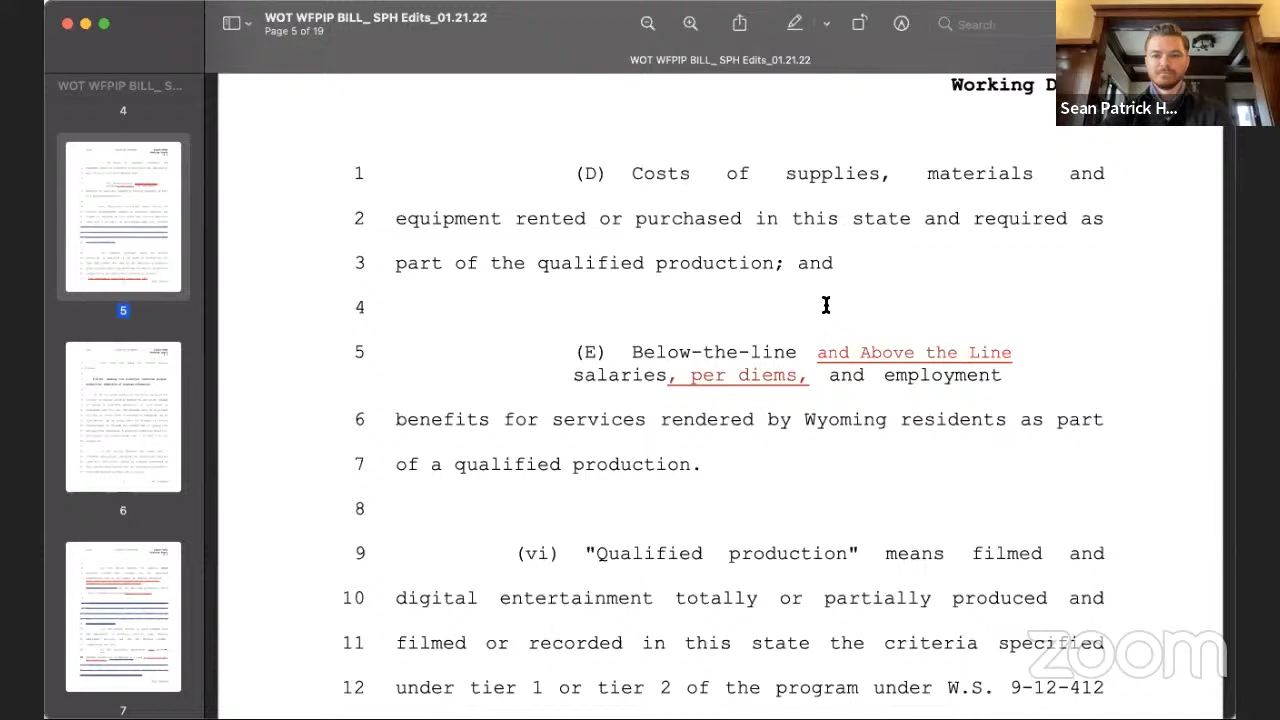 WOT WFPIP BILL_ SPH Edits_01.21.22
Page 5 of 19
Search
WOT WFPIP BILL_ SPH Edits_01.21.22
Sean Patrick H...
WOT WFPIP BILL_ S...
4
5
6
7
Working
1 (D) Costs of supplies, materials and
2 equipment rented or purchased in this state and required as
3 part of the qualified production;
4
5 (E) Below-the-line and Above the Line
salaries, per diems, and employment
6 benefits for services rendered by Wyoming residents as part
7 of a qualified production.
8
9 (vi) "Qualified production" means filmed and
10 digital entertainment totally or partially produced and
11 filmed or recorded in this state per criteria specified
12 under tier 1 or tier 2 of the program under W.S. 9-12-412
zoom